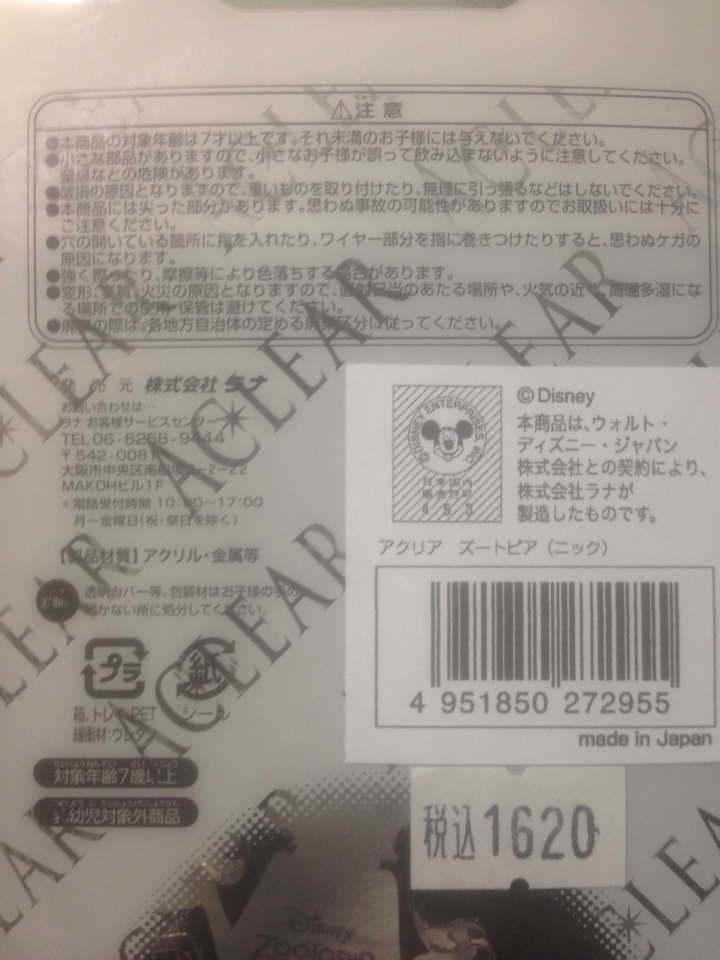 ⚠注意
●本商品の対象年齢は7才以上です。それ未満のお子様には与えないでください。
●小さな部品がありますので、小さなお子様が誤って飲み込まないように注意してください。
窒息などの危険があります。
●破損の原因となりますので、重いものを取り付けたり、無理に引っ張るなどはしないでください。
●本商品には尖った部分があります。思わぬ事故の可能性がありますのでお取扱いには十分に
ご注意ください。
●穴の開いている箇所に指を入れたり、ワイヤー部分を指に巻きつけたりすると、思わぬケガの
原因になります。
●強く擦ったり、摩擦等により色落ちする場合があります。
●変形、変質、火災の原因となりますので、直射日光のあたる場所や、火気の近く、高温多湿にな
る場所での使用・保管は避けてください。
●廃棄の際は、各地方自治体の定める廃棄区分に従ってください。
発売元 株式会社 ラナ
お問い合わせは…
ラナ お客様サービスセンター
TEL06-6258-9444
〒542-0081
大阪市中央区南船場2-2-22
MAKOHビル1F
*電話受付時間 10:00〜17:00
月〜金曜日(祝・祭日を除く)
【製品材質】アクリル・金属等
お願い 透明カバー等、包装材はお子様の手の
届かない所に処分してください。
プラ 紙
箱、トレイ:PET シール
緩衝材:ウレタン
対象年齢7歳以上
幼児対象外商品
©DISNEY ENTERPRISES, INC.
日本国内
販売許可
453
©Disney
本商品は、ウォルト・
ディズニー・ジャパン
株式会社との契約により、
株式会社ラナが
製造したものです。
アクリア ズートピア (ニック)
4 951850 272955
made in Japan
税込1620
Disney
ZOOTOPIA
ACLEAR
ACLEAR
ACLEAR
ACLEAR